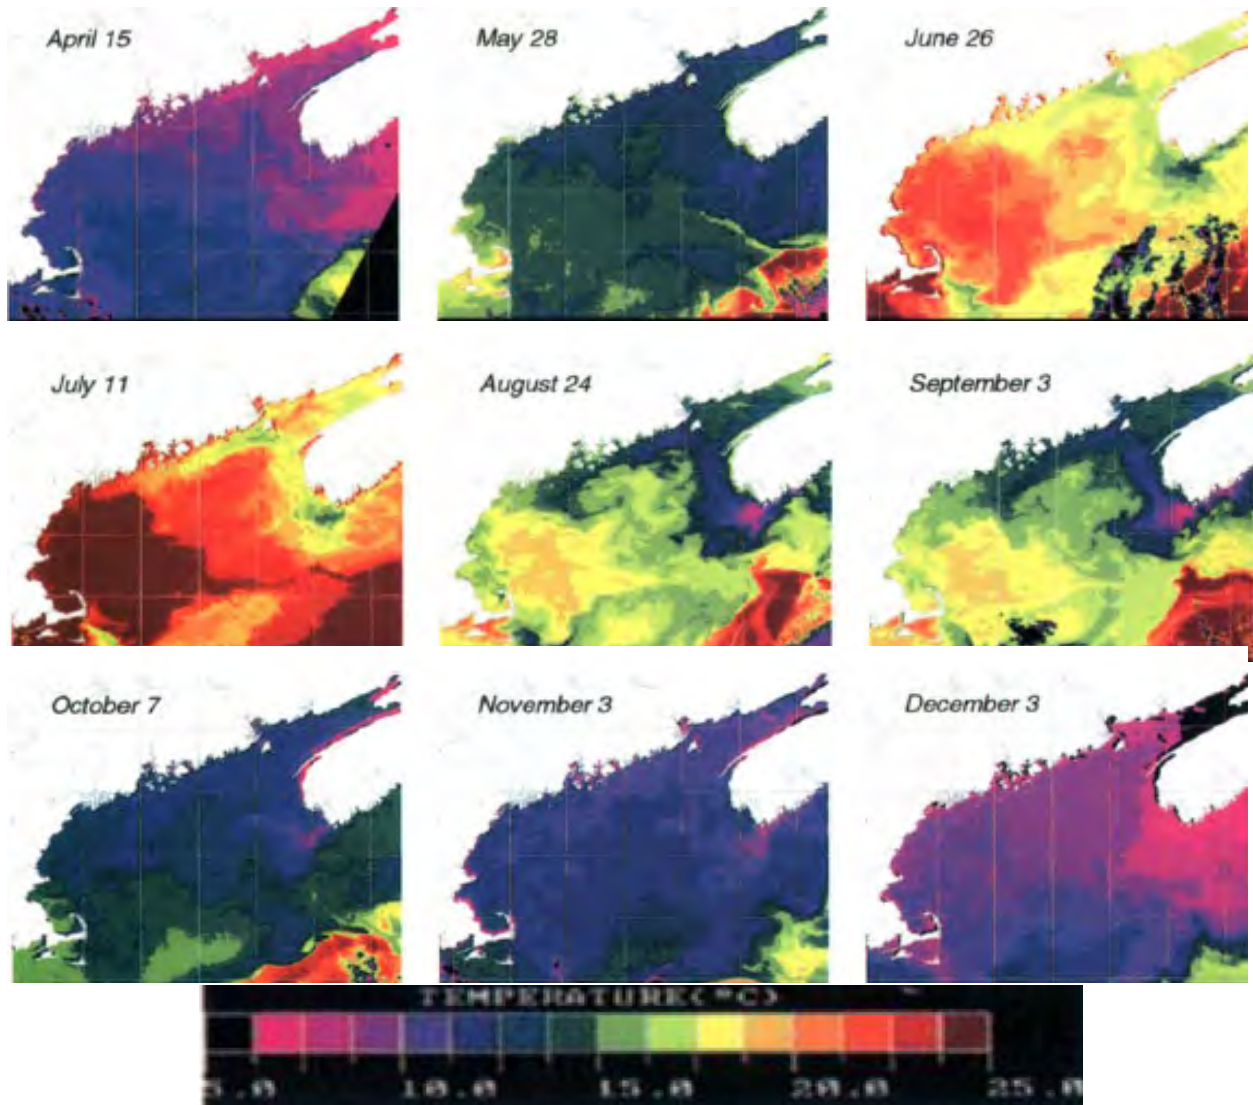 April 15 May 28 June 26
July 11 August 24 September 3
October 7 November 3 December 3
TEMPERATURE(°C)
5.0 10.0 15.0 20.0 25.0